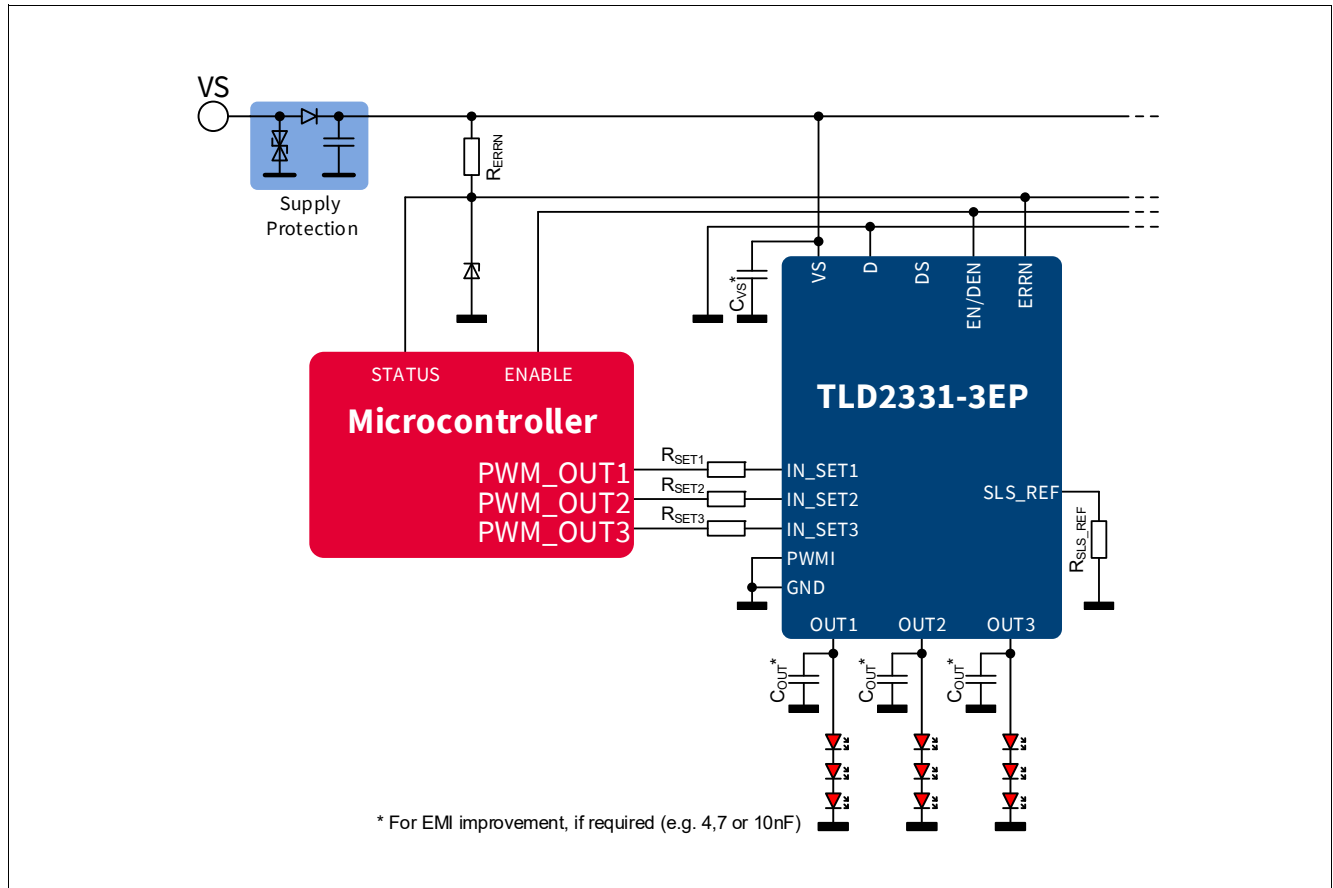 VS
Supply
Protection
RERRN
CVS*
VS
D
DS
EN/DEN
ERRN
STATUS
ENABLE
Microcontroller
TLD2331-3EP
PWM_OUT1
PWM_OUT2
PWM_OUT3
RSET1
RSET2
RSET3
IN_SET1
IN_SET2
IN_SET3
PWMI
GND
SLS_REF
RSLS_REF
OUT1
OUT2
OUT3
COUT*
COUT*
COUT*
* For EMI improvement, if required (e.g. 4,7 or 10nF)